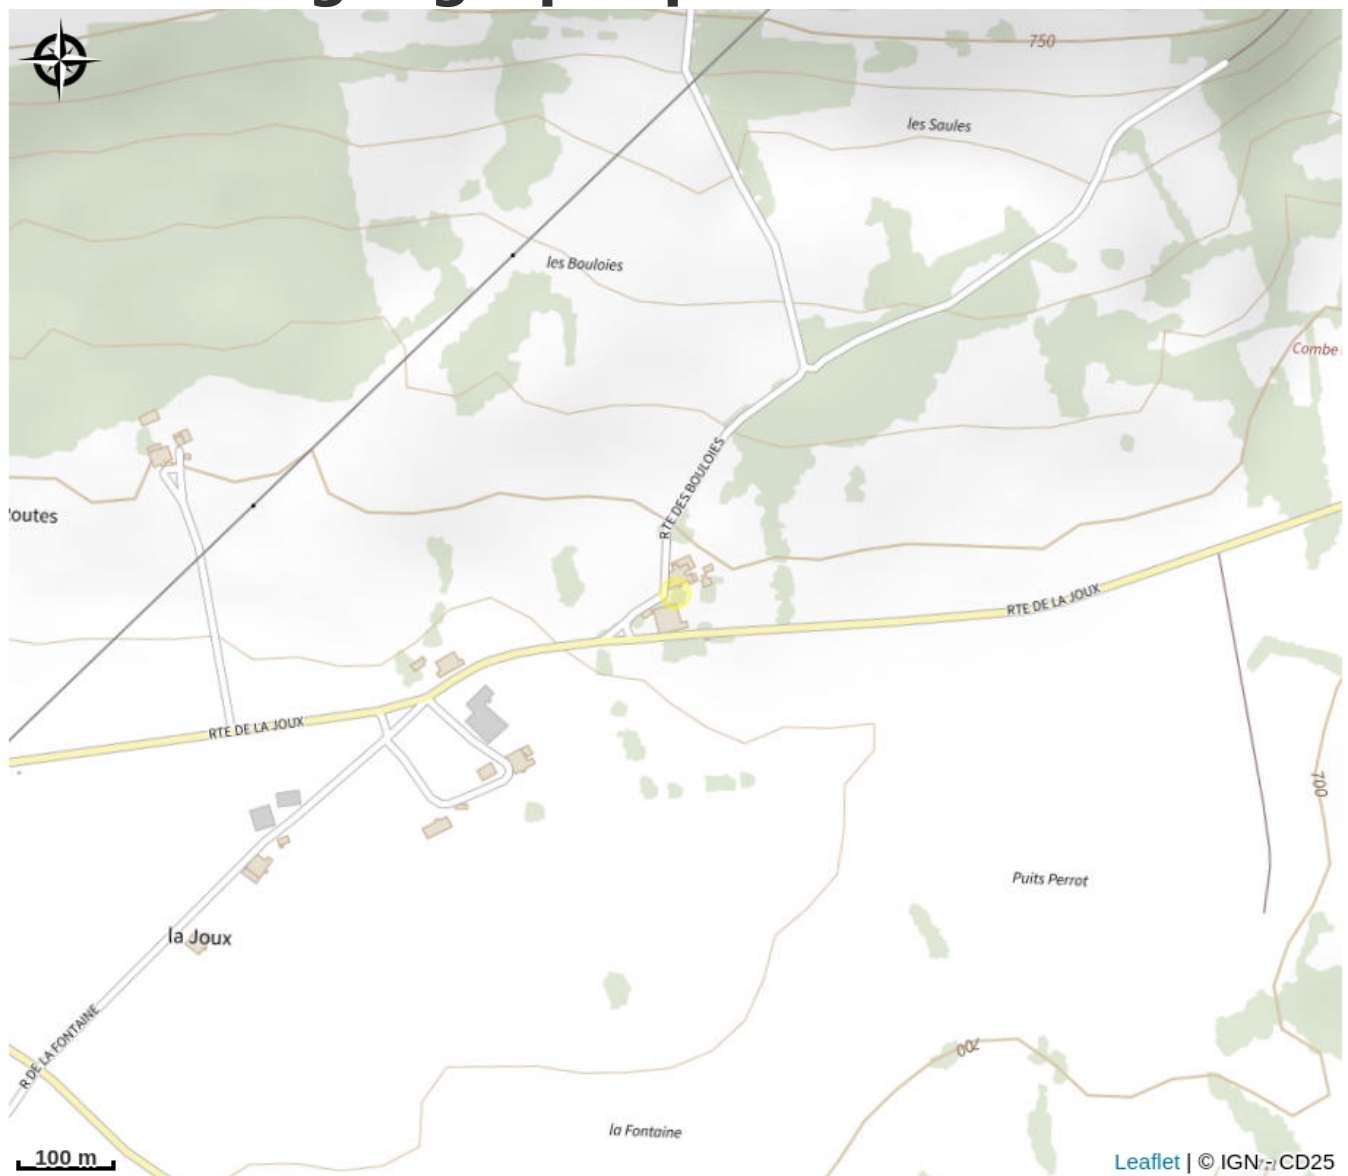 750
les Saules
les Bouloies
Combe
RTE DES BOULOIES
outes
RTE DE LA JOUX
RTE DE LA JOUX
700
Puits Perrot
la Joux
R DE LA FONTAINE
700
la Fontaine
100 m
Leaflet | © IGN - CD25